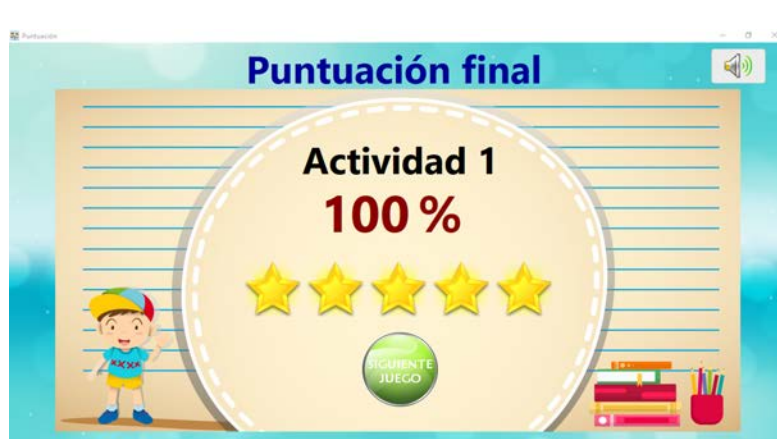 Puntuación
Puntuación final
Actividad 1
100 %
XXXX
SIGUIENTE
JUEGO